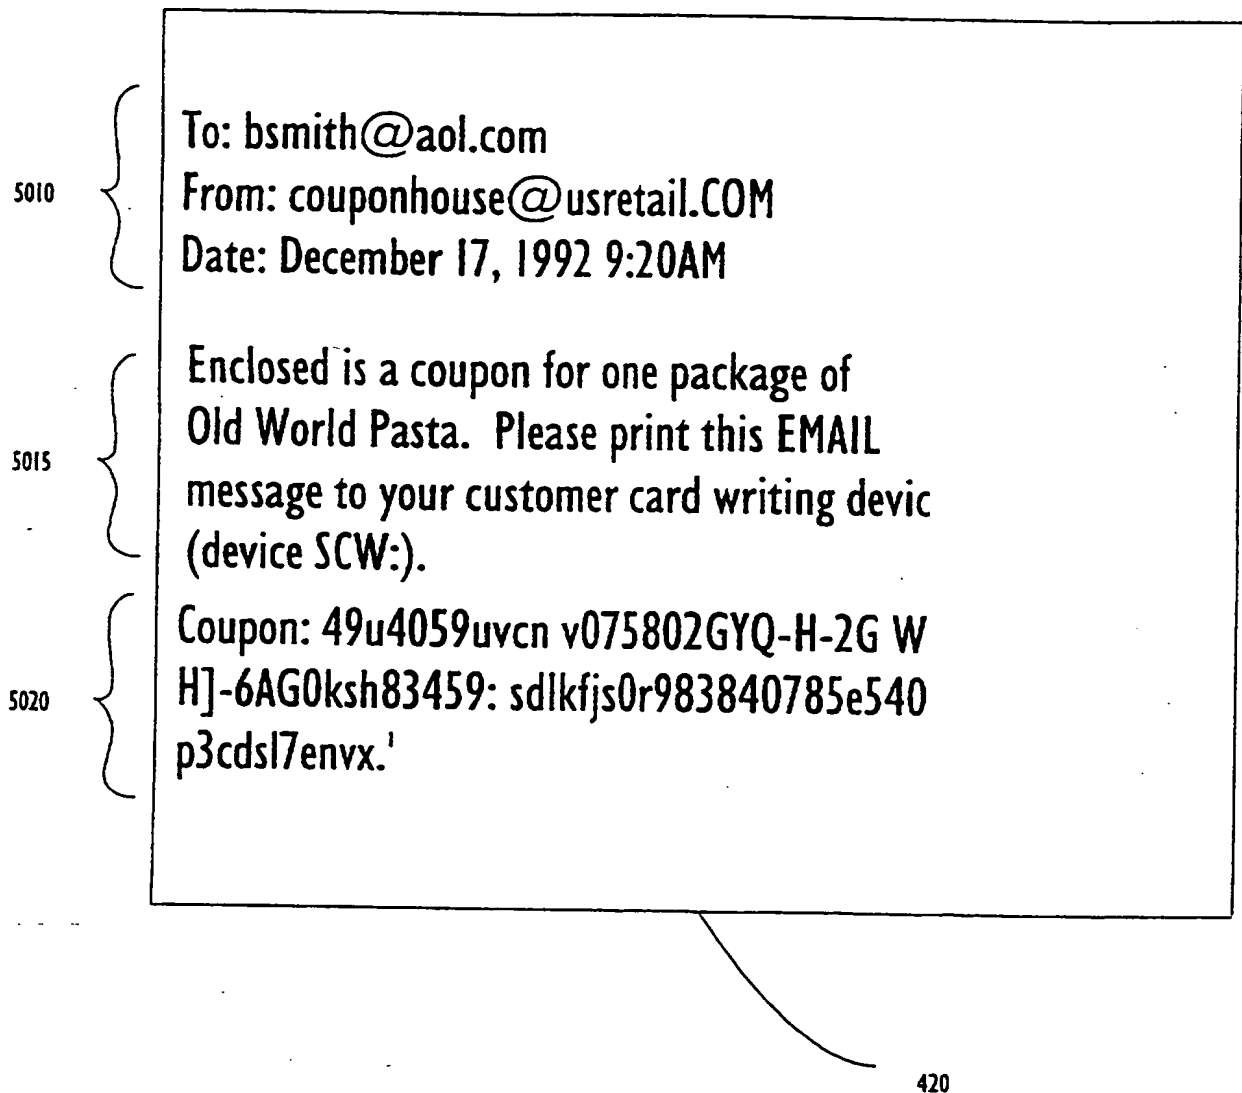 To: bsmith@aol.com
5010
From: couponhouse@usretail.COM
Date: December 17, 1992 9:20AM
Enclosed is a coupon for one package of
Old World Pasta. Please print this EMAIL
5015
message to your customer card writing devic
(device SCW:).
Coupon: 49u4059uvcn v075802GYQ-H-2G W
5020
H]-6AG0ksh83459: sdlkfjs0r983840785e540
p3cdsl7envx.'
420